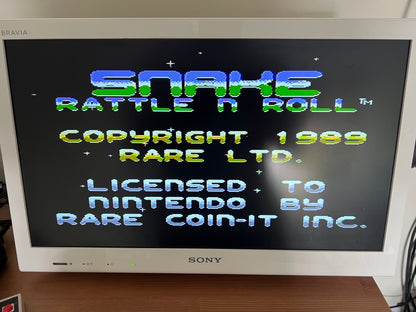 BRAVIA
SNAKE
RATTLE N ROLL™
COPYRIGHT 1989
RARE LTD.
LICENSED TO
NINTENDO BY
RARE COIN-IT INC.
SONY